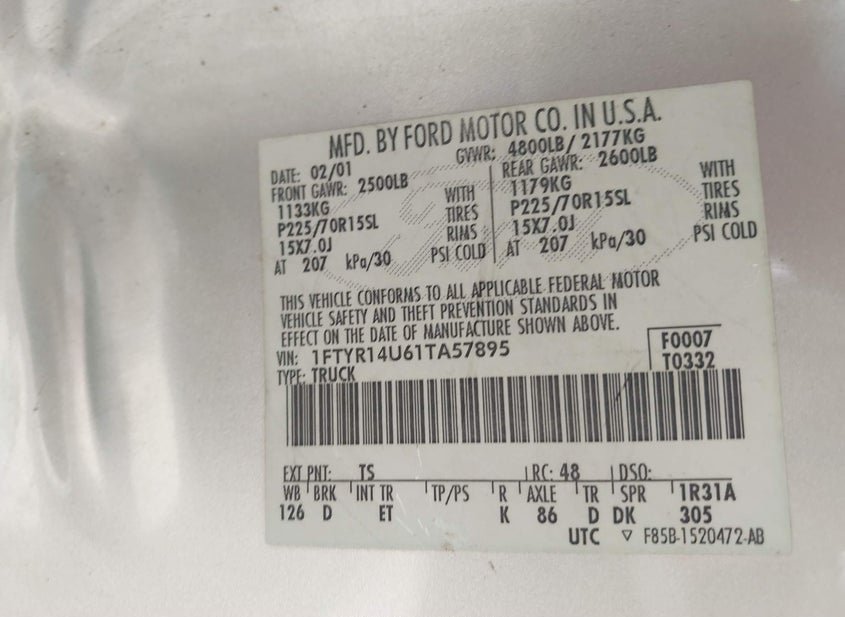 MFD. BY FORD MOTOR CO. IN U.S.A.
DATE: 02/01 GVWR: 4800LB/ 2177KG
FRONT GAWR: 2500LB REAR GAWR: 2600LB
1133KG WITH 1179KG WITH
P225/70R15SL TIRES P225/70R15SL TIRES
15X7.0J RIMS 15X7.0J RIMS
AT 207 kPa/30 PSI COLD AT 207 kPa/30 PSI COLD
THIS VEHICLE CONFORMS TO ALL APPLICABLE FEDERAL MOTOR
VEHICLE SAFETY AND THEFT PREVENTION STANDARDS IN
EFFECT ON THE DATE OF MANUFACTURE SHOWN ABOVE.
VIN: 1FTYR14U61TA57895 F0007
TYPE: TRUCK T0332
EXT PNT: TS RC: 48 DSO:
WB BRK INT TR TP/PS R AXLE TR SPR 1R31A
126 D ET K 86 D DK 305
UTC ▽ F85B-1520472-AB